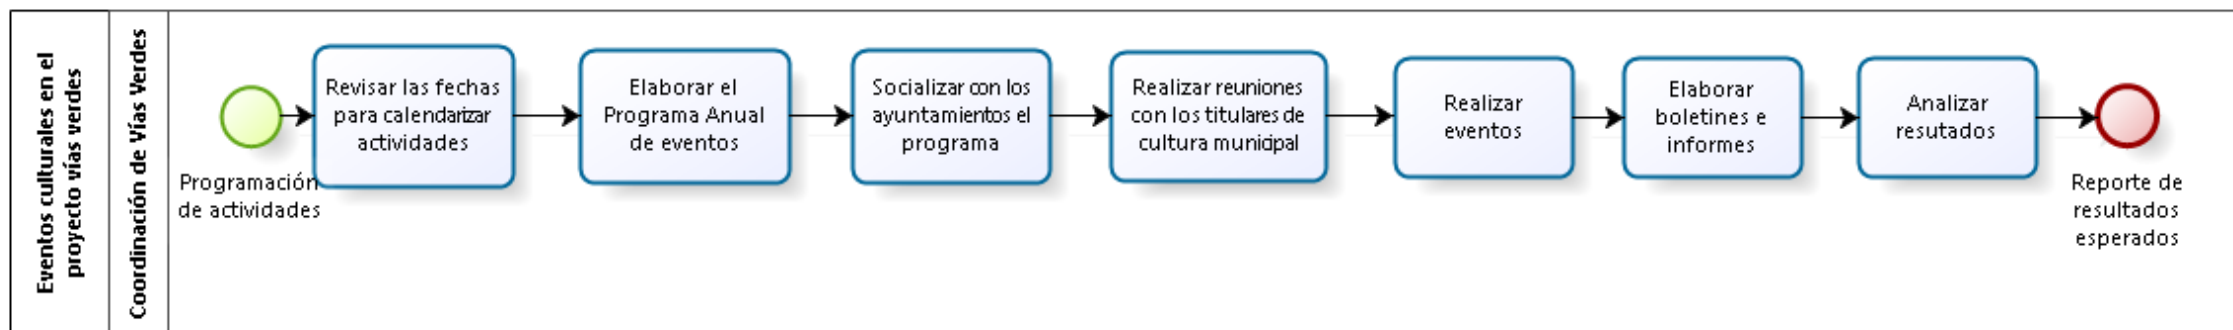 Eventos culturales en el
proyecto vías verdes
Coordinación de Vías Verdes
Programación
de actividades
Revisar las fechas
para calendarizar
actividades
Elaborar el
Programa Anual
de eventos
Socializar con los
ayuntamientos el
programa
Realizar reuniones
con los titulares de
cultura municipal
Realizar
eventos
Elaborar
boletines e
informes
Analizar
resutados
Reporte de
resultados
esperados